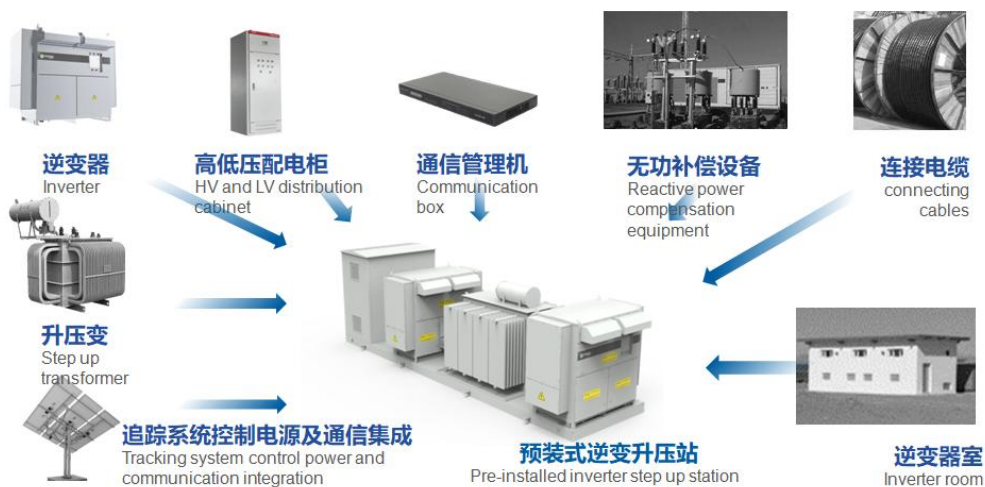 逆变器
Inverter
高低压配电柜
HV and LV distribution
cabinet
通信管理机
Communication
box
无功补偿设备
Reactive power
compensation
equipment
连接电缆
connecting
cables
升压变
Step up
transformer
追踪系统控制电源及通信集成
Tracking system control power and
communication integration
预装式逆变升压站
Pre-installed inverter step up station
逆变器室
Inverter room